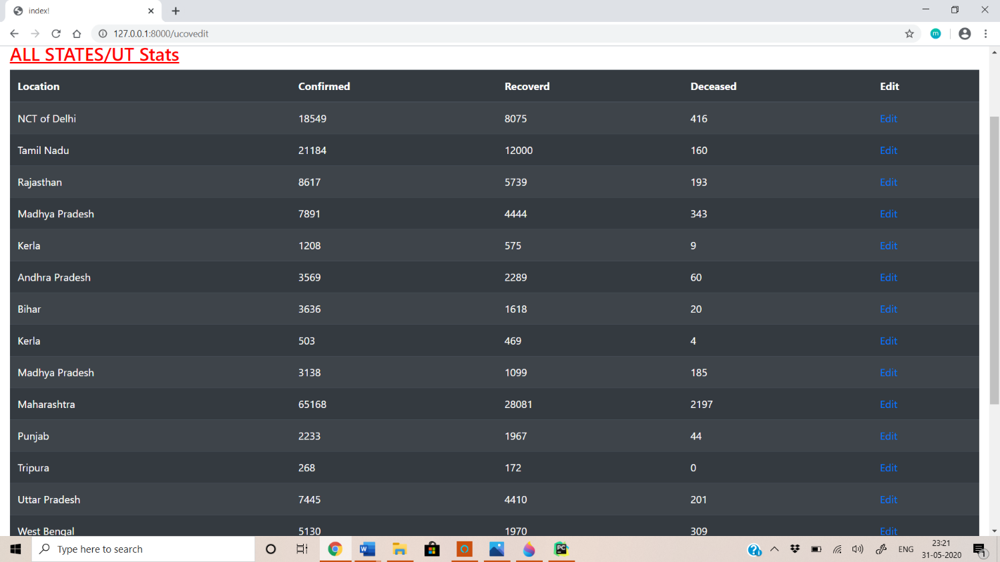 index!
127.0.0.1:8000/ucovedit
m
ALL STATES/UT Stats
Location Confirmed Recoverd Deceased Edit
NCT of Delhi 18549 8075 416 Edit
Tamil Nadu 21184 12000 160 Edit
Rajasthan 8617 5739 193 Edit
Madhya Pradesh 7891 4444 343 Edit
Kerla 1208 575 9 Edit
Andhra Pradesh 3569 2289 60 Edit
Bihar 3636 1618 20 Edit
Kerla 503 469 4 Edit
Madhya Pradesh 3138 1099 185 Edit
Maharashtra 65168 28081 2197 Edit
Punjab 2233 1967 44 Edit
Tripura 268 172 0 Edit
Uttar Pradesh 7445 4410 201 Edit
West Bengal 5130 1970 309 Edit
Type here to search
W
PC
?
ENG
23:21
31-05-2020
1